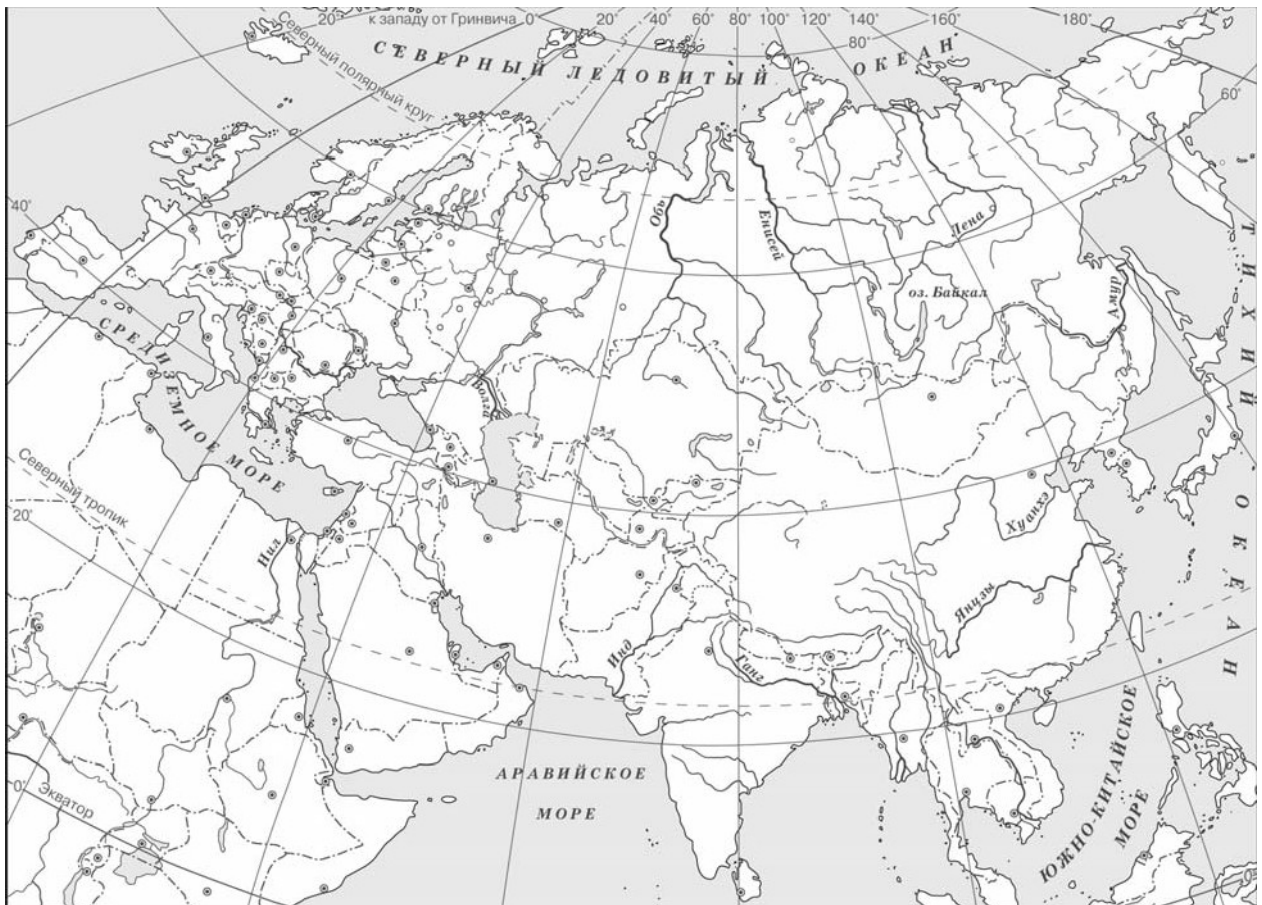 20°
к западу от Гринвича
0°
20°
40°
60°
80°
100°
120°
140°
160°
180°
80°
60°
СЕВЕРНЫЙ ЛЕДОВИТЫЙ ОКЕАН
Северный полярный круг
40°
Обь
Енисей
Лена
оз. Байкал
Амур
ТИХИЙ ОКЕАН
СРЕДИЗЕМНОЕ МОРЕ
Волга
Северный тропик
20°
Нил
Хуанхэ
Янцзы
Инд
Ганг
0°
Экватор
АРАВИЙСКОЕ
МОРЕ
ЮЖНО-КИТАЙСКОЕ
МОРЕ
0°